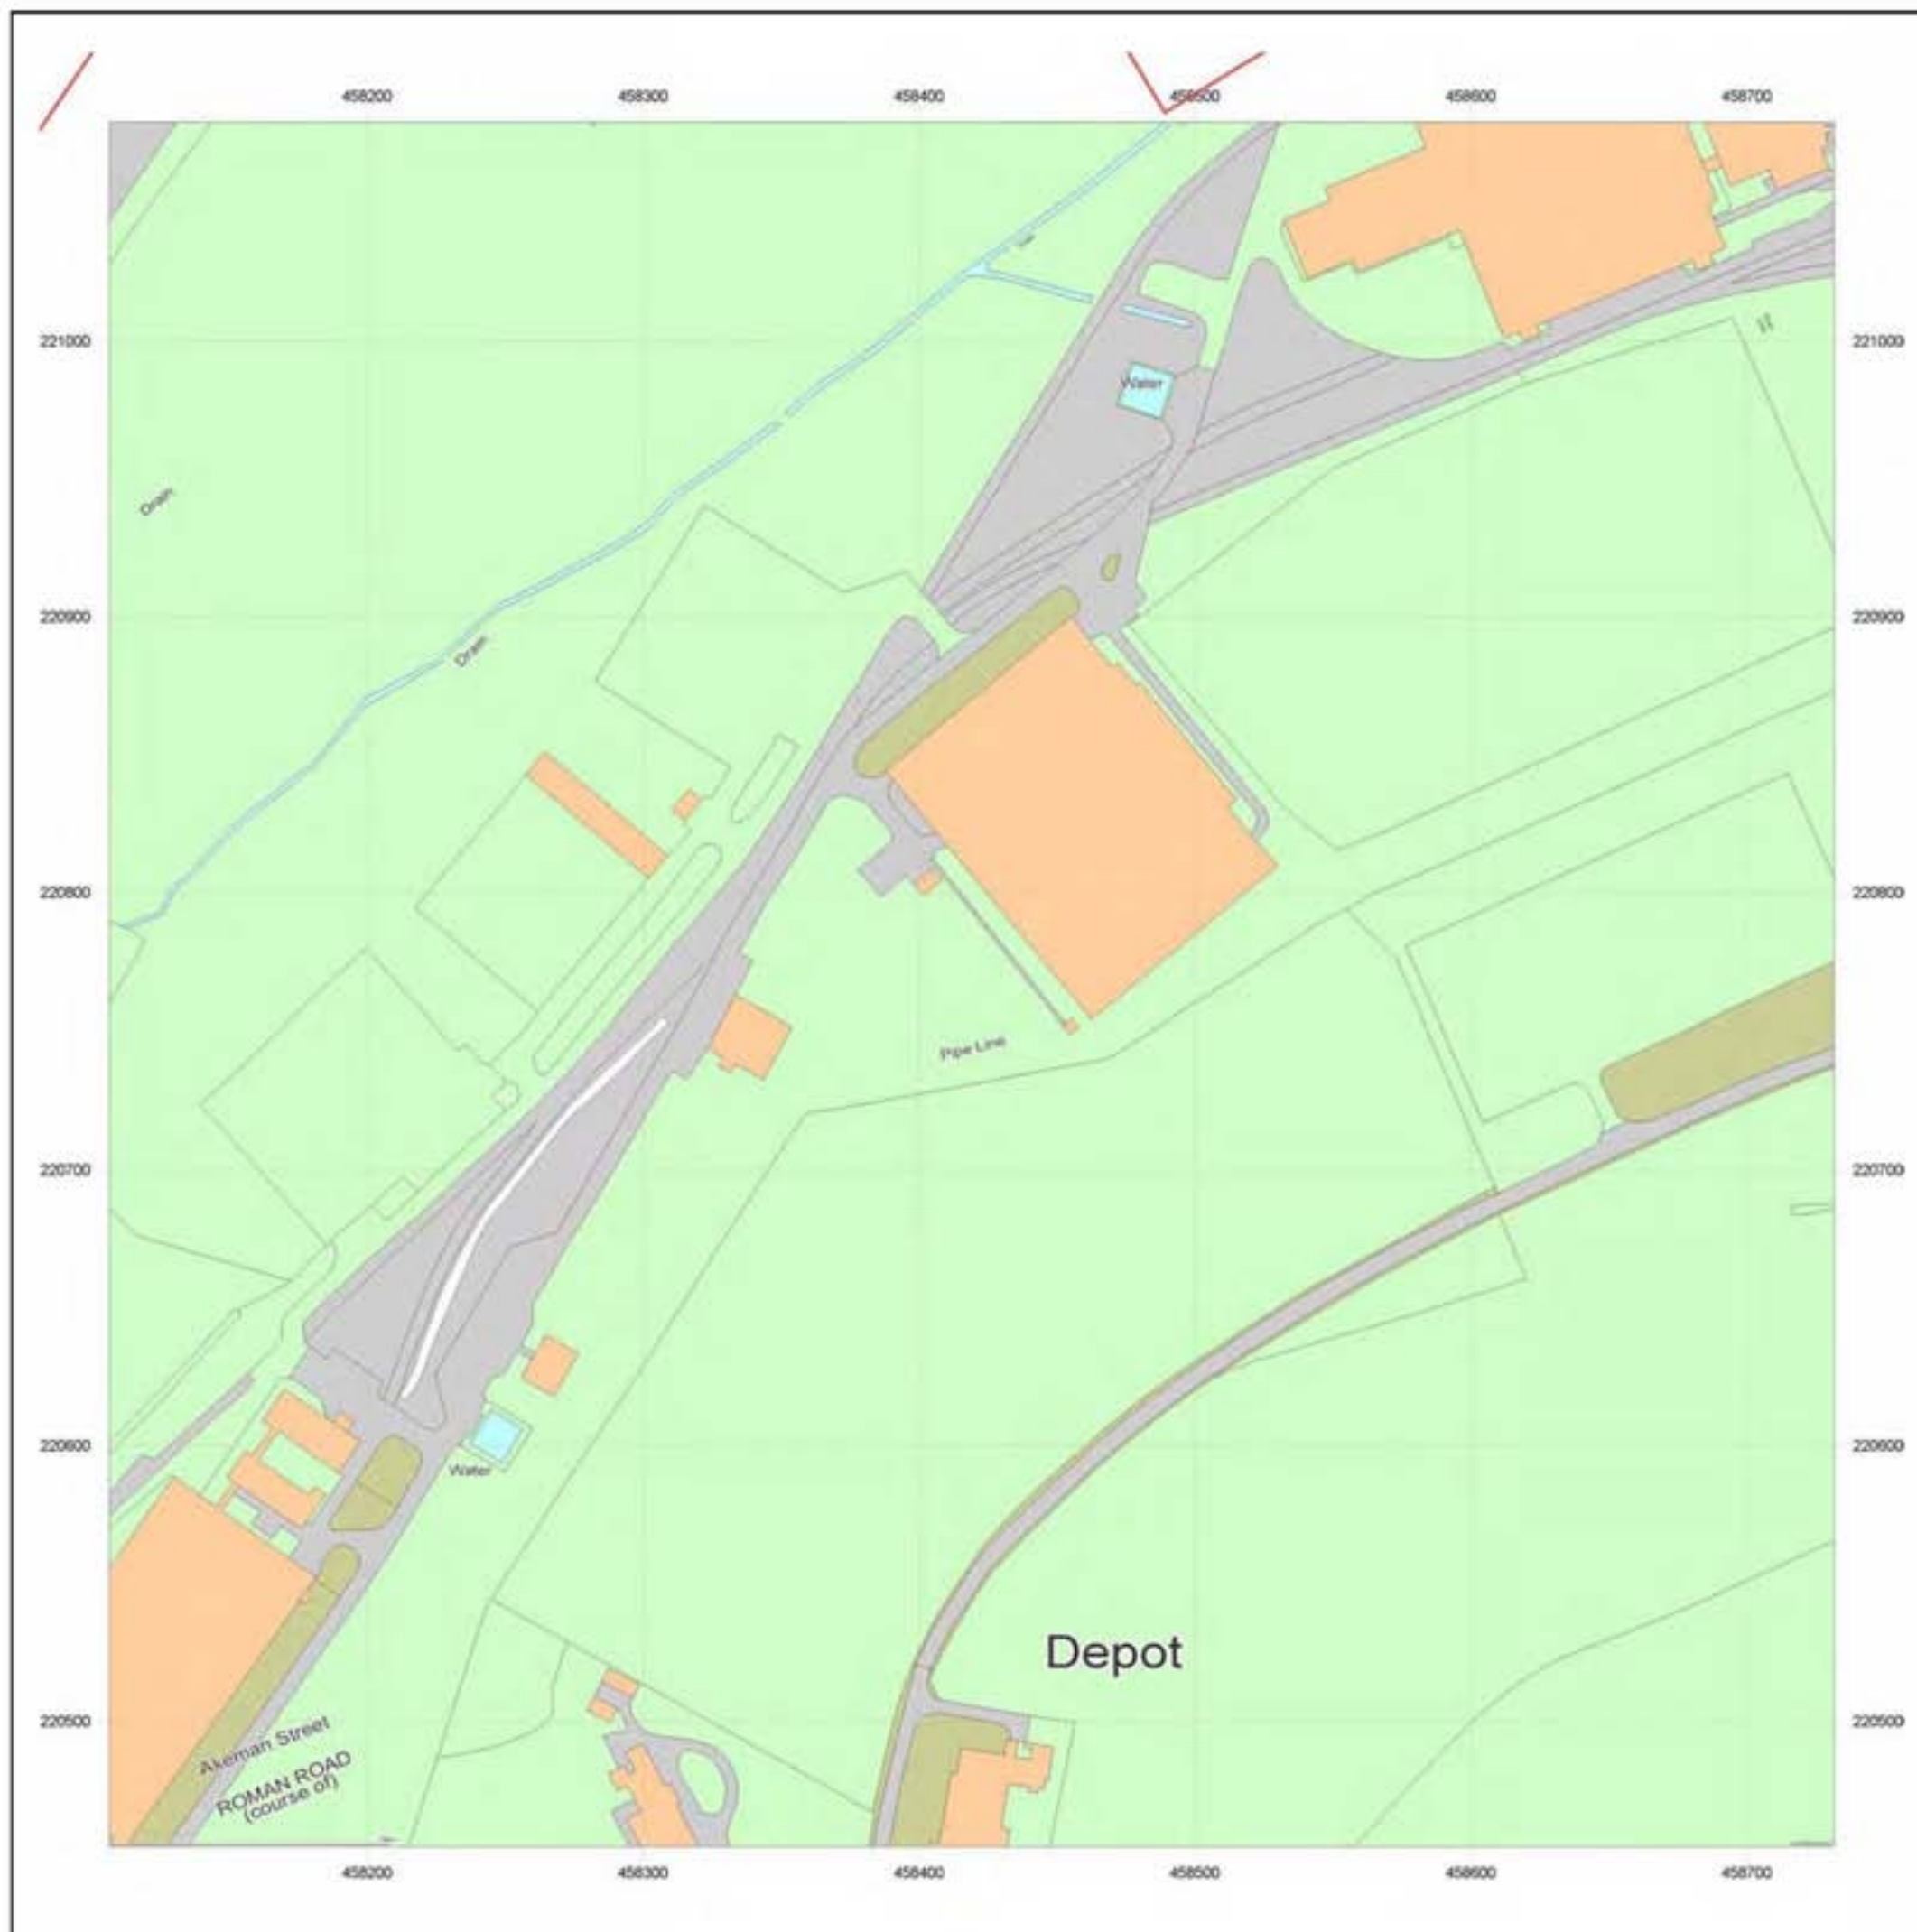 458200 458300 458400 458500 458600 458700
221000 221000
Water
Drain
220900 220900
Drain
220800 220800
Pipe Line
220700 220700
220600 220600
Water
Depot
220500 220500
Akeman Street
ROMAN ROAD
(course of)
458200 458300 458400 458500 458600 458700